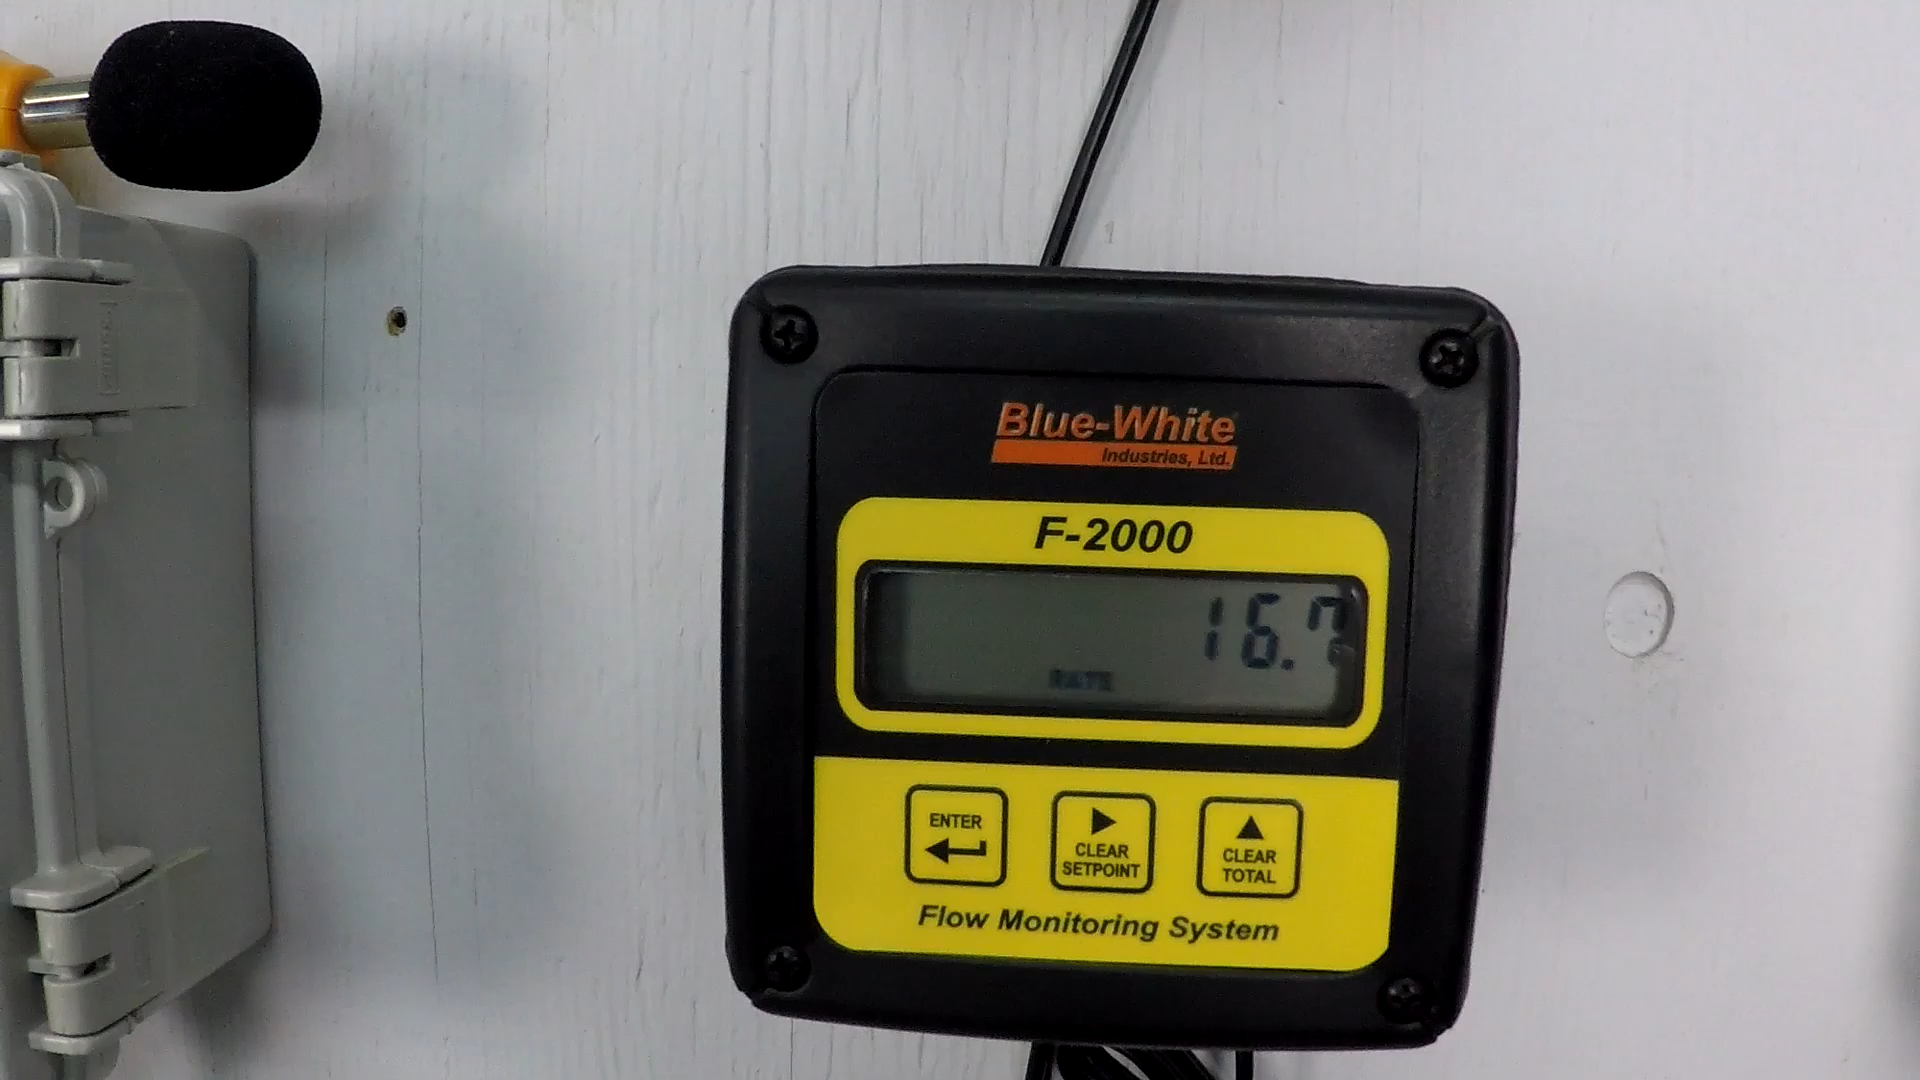 Blue-White
Industries, Ltd.
F-2000
16.7
RATE
ENTER
CLEAR
SETPOINT
CLEAR
TOTAL
Flow Monitoring System